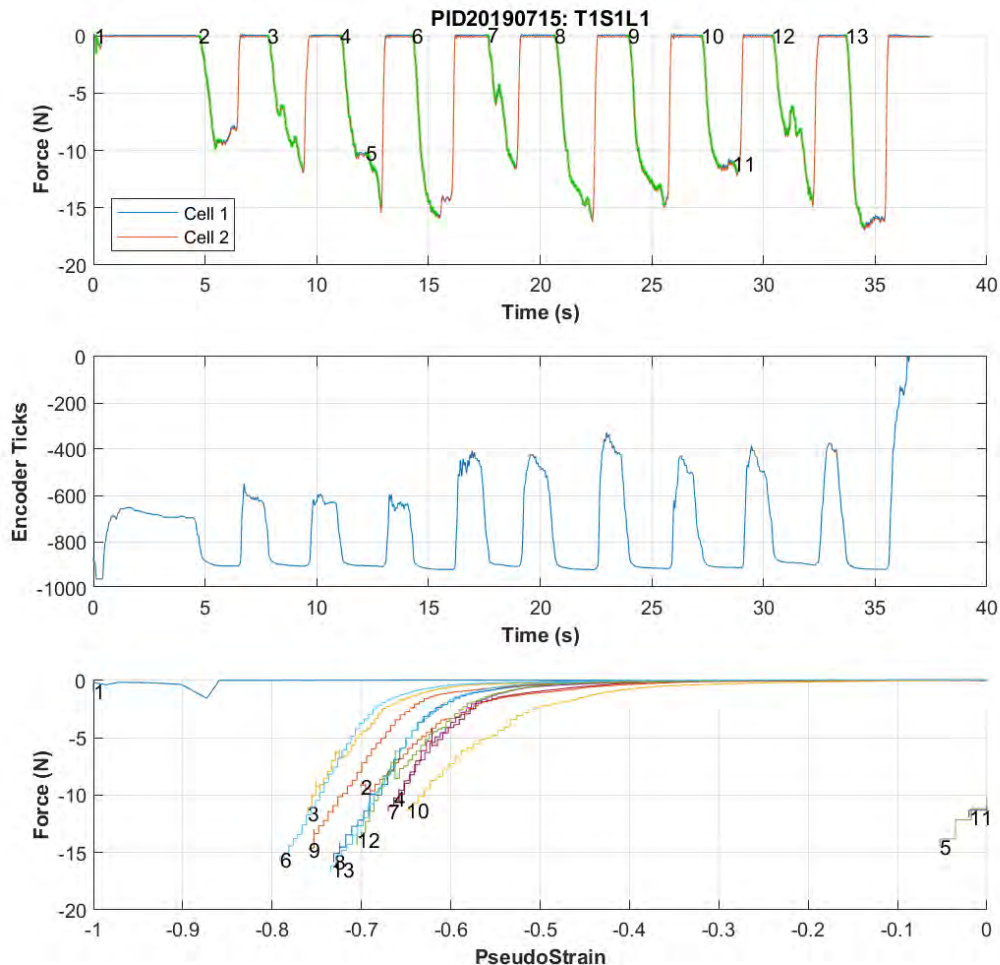 PID20190715: T1S1L1
1 2 3 4 6 7 8 9 10 12 13
5 11
0
-5
-10
-15
-20
Force (N)
Cell 1
Cell 2
0 5 10 15 20 25 30 35 40
Time (s)
0
-200
-400
-600
-800
-1000
Encoder Ticks
0 5 10 15 20 25 30 35 40
Time (s)
0
-5
-10
-15
-20
Force (N)
1
2
3 4 7 10 11
12
6 9 8 13 5
-1 -0.9 -0.8 -0.7 -0.6 -0.5 -0.4 -0.3 -0.2 -0.1 0
PseudoStrain